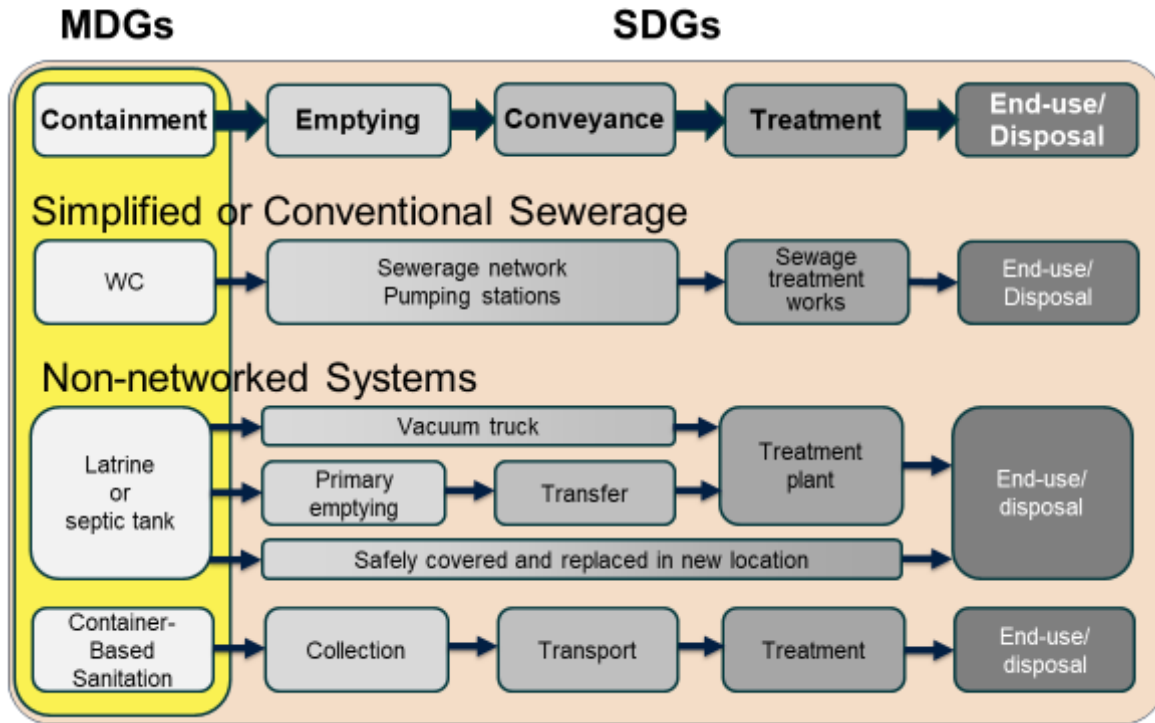 MDGs
SDGs
Containment
Emptying
Conveyance
Treatment
End-use/
Disposal
Simplified or Conventional Sewerage
WC
Sewerage network
Pumping stations
Sewage
treatment
works
End-use/
Disposal
Non-networked Systems
Latrine
or
septic tank
Vacuum truck
Primary
emptying
Transfer
Treatment
plant
End-use/
disposal
Safely covered and replaced in new location
Container-
Based
Sanitation
Collection
Transport
Treatment
End-use/
disposal